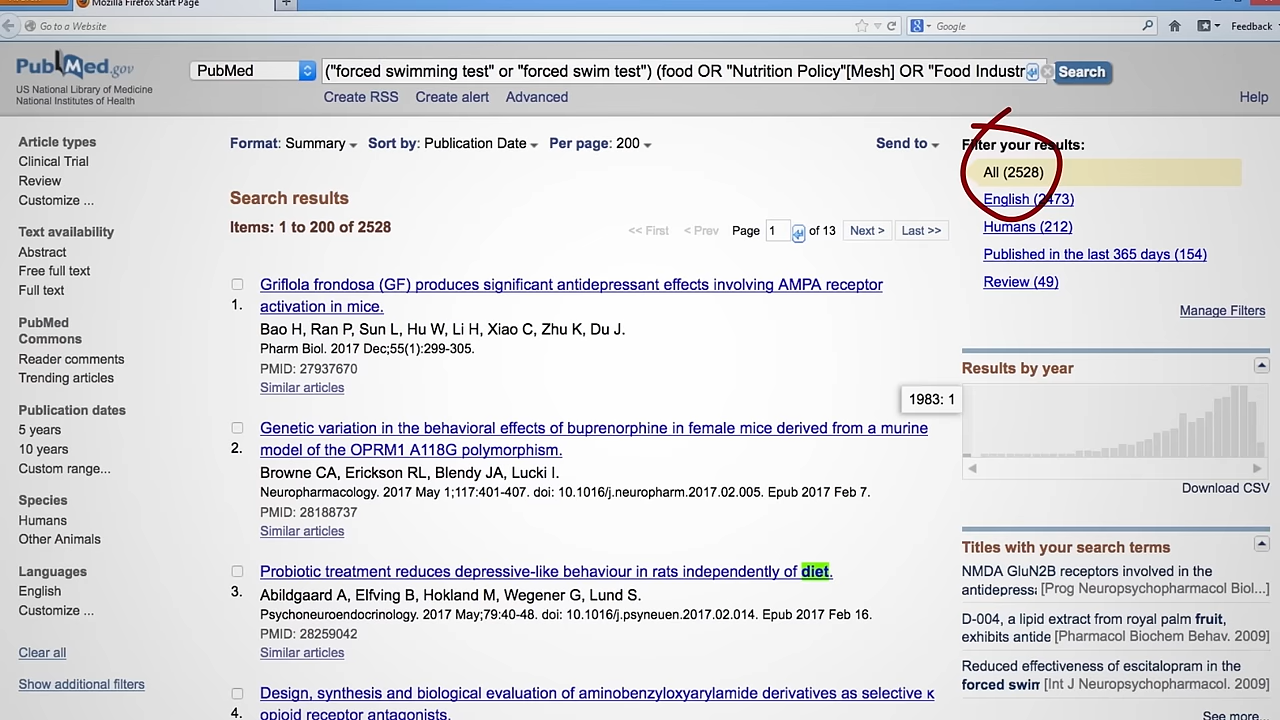 Mozilla Firefox Start Page
Go to a Website
Google
Feedback
PubMed.gov
US National Library of Medicine
National Institutes of Health
PubMed
("forced swimming test" or "forced swim test") (food OR "Nutrition Policy"[Mesh] OR "Food Industr
Search
Create RSS Create alert Advanced
Help
Article types
Clinical Trial
Review
Customize ...
Text availability
Abstract
Free full text
Full text
PubMed
Commons
Reader comments
Trending articles
Publication dates
5 years
10 years
Custom range...
Species
Humans
Other Animals
Languages
English
Customize ...
Clear all
Show additional filters
Format: Summary Sort by: Publication Date Per page: 200
Send to
Search results
Items: 1 to 200 of 2528
<< First < Prev Page 1 of 13 Next > Last >>
1.
Griflola frondosa (GF) produces significant antidepressant effects involving AMPA receptor
activation in mice.
Bao H, Ran P, Sun L, Hu W, Li H, Xiao C, Zhu K, Du J.
Pharm Biol. 2017 Dec;55(1):299-305.
PMID: 27937670
Similar articles
2.
Genetic variation in the behavioral effects of buprenorphine in female mice derived from a murine
model of the OPRM1 A118G polymorphism.
Browne CA, Erickson RL, Blendy JA, Lucki I.
Neuropharmacology. 2017 May 1;117:401-407. doi: 10.1016/j.neuropharm.2017.02.005. Epub 2017 Feb 7.
PMID: 28188737
Similar articles
3.
Probiotic treatment reduces depressive-like behaviour in rats independently of diet.
Abildgaard A, Elfving B, Hokland M, Wegener G, Lund S.
Psychoneuroendocrinology. 2017 May;79:40-48. doi: 10.1016/j.psyneuen.2017.02.014. Epub 2017 Feb 16.
PMID: 28259042
Similar articles
4.
Design, synthesis and biological evaluation of aminobenzyloxyarylamide derivatives as selective κ
opioid receptor antagonists.
Filter your results:
All (2528)
English (2473)
Humans (212)
Published in the last 365 days (154)
Review (49)
Manage Filters
Results by year
1983: 1
Download CSV
Titles with your search terms
NMDA GluN2B receptors involved in the
antidepressa [Prog Neuropsychopharmacol Biol...]
D-004, a lipid extract from royal palm fruit,
exhibits antide [Pharmacol Biochem Behav. 2009]
Reduced effectiveness of escitalopram in the
forced swim [Int J Neuropsychopharmacol. 2009]
See more...